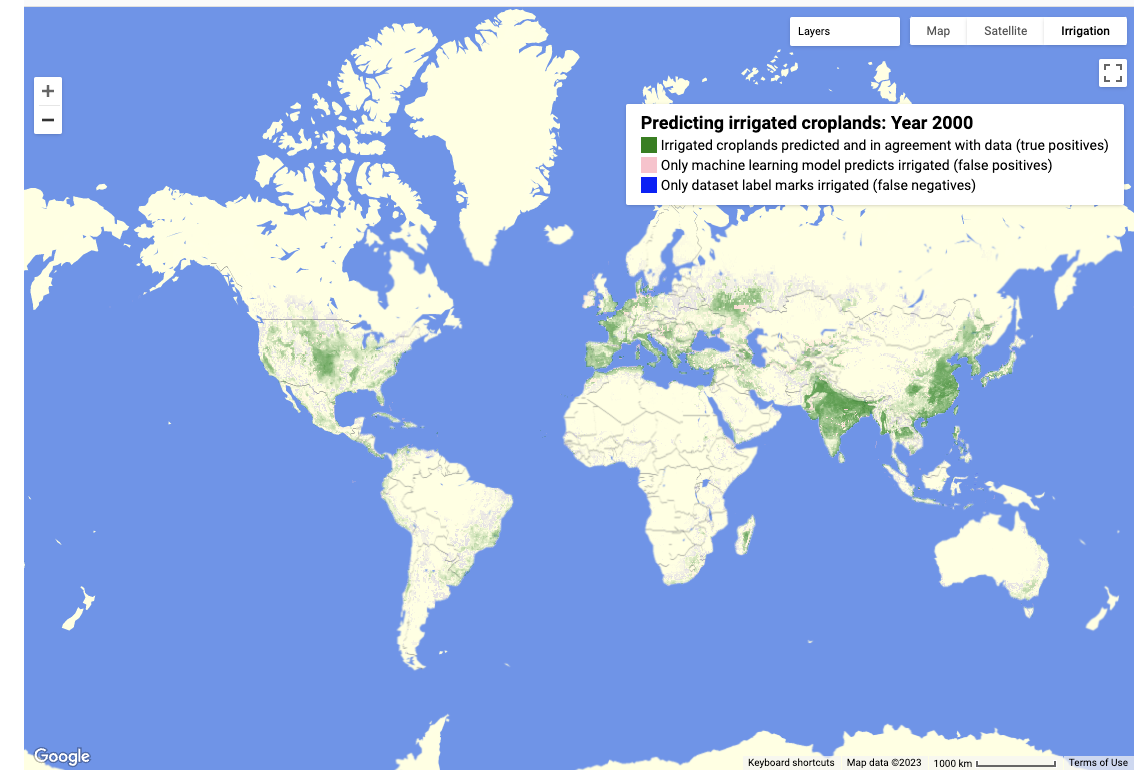 Layers
Map Satellite Irrigation
+
−
Predicting irrigated croplands: Year 2000
Irrigated croplands predicted and in agreement with data (true positives)
Only machine learning model predicts irrigated (false positives)
Only dataset label marks irrigated (false negatives)
Google
Keyboard shortcuts Map data ©2023 1000 km Terms of Use